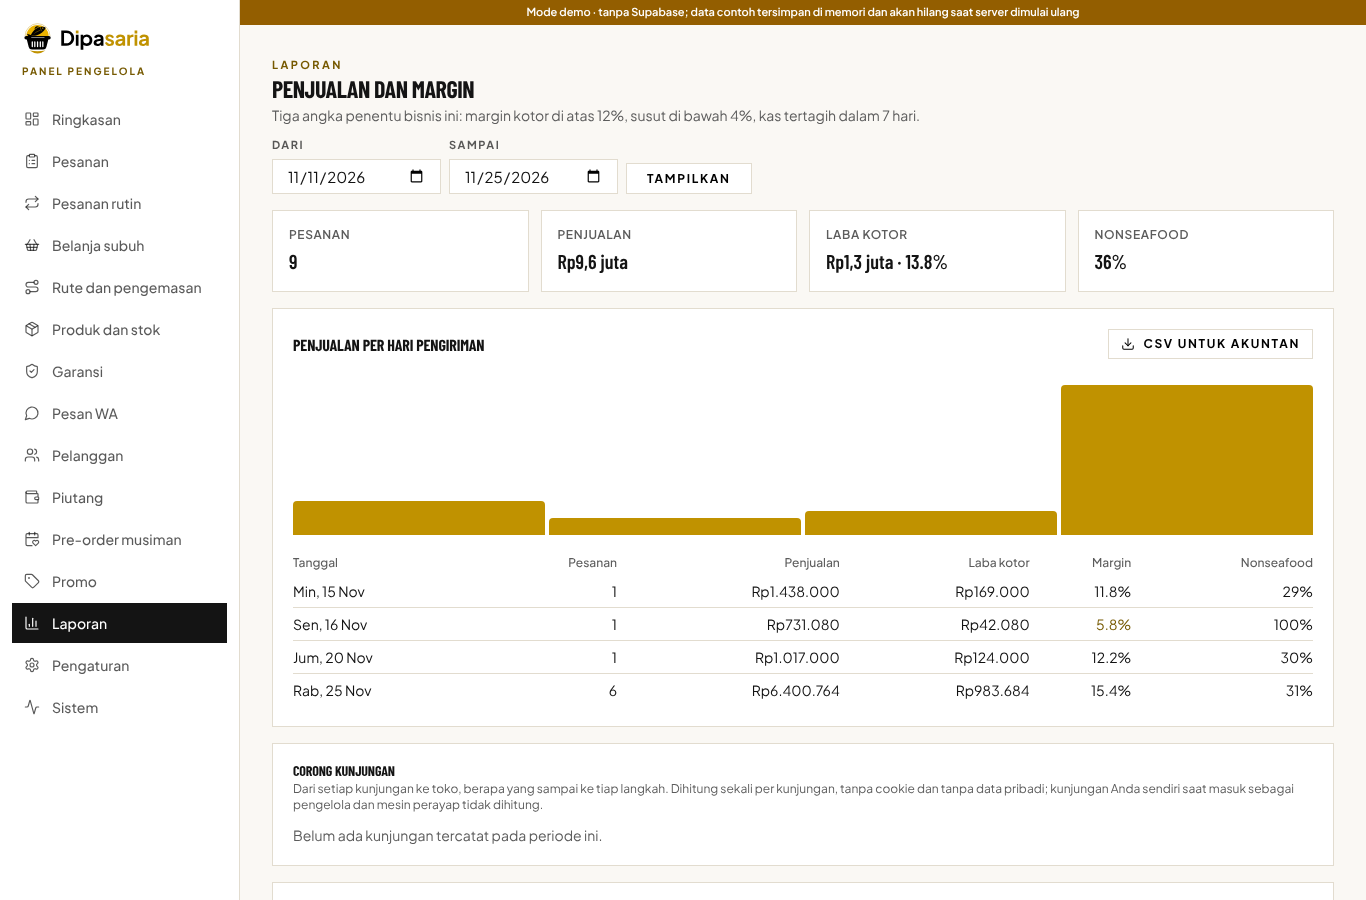 Mode demo · tanpa Supabase; data contoh tersimpan di memori dan akan hilang saat server dimulai ulang
Dipasaria
PANEL PENGELOLA
Ringkasan
Pesanan
Pesanan rutin
Belanja subuh
Rute dan pengemasan
Produk dan stok
Garansi
Pesan WA
Pelanggan
Piutang
Pre-order musiman
Promo
Laporan
Pengaturan
Sistem
LAPORAN
PENJUALAN DAN MARGIN
Tiga angka penentu bisnis ini: margin kotor di atas 12%, susut di bawah 4%, kas tertagih dalam 7 hari.
DARI SAMPAI
11/11/2026 11/25/2026 TAMPILKAN
PESANAN PENJUALAN LABA KOTOR NONSEAFOOD
9 Rp9,6 juta Rp1,3 juta · 13.8% 36%
PENJUALAN PER HARI PENGIRIMAN CSV UNTUK AKUNTAN
Tanggal Pesanan Penjualan Laba kotor Margin Nonseafood
Min, 15 Nov 1 Rp1.438.000 Rp169.000 11.8% 29%
Sen, 16 Nov 1 Rp731.080 Rp42.080 5.8% 100%
Jum, 20 Nov 1 Rp1.017.000 Rp124.000 12.2% 30%
Rab, 25 Nov 6 Rp6.400.764 Rp983.684 15.4% 31%
CORONG KUNJUNGAN
Dari setiap kunjungan ke toko, berapa yang sampai ke tiap langkah. Dihitung sekali per kunjungan, tanpa cookie dan tanpa data pribadi; kunjungan Anda sendiri saat masuk sebagai
pengelola dan mesin perayap tidak dihitung.
Belum ada kunjungan tercatat pada periode ini.